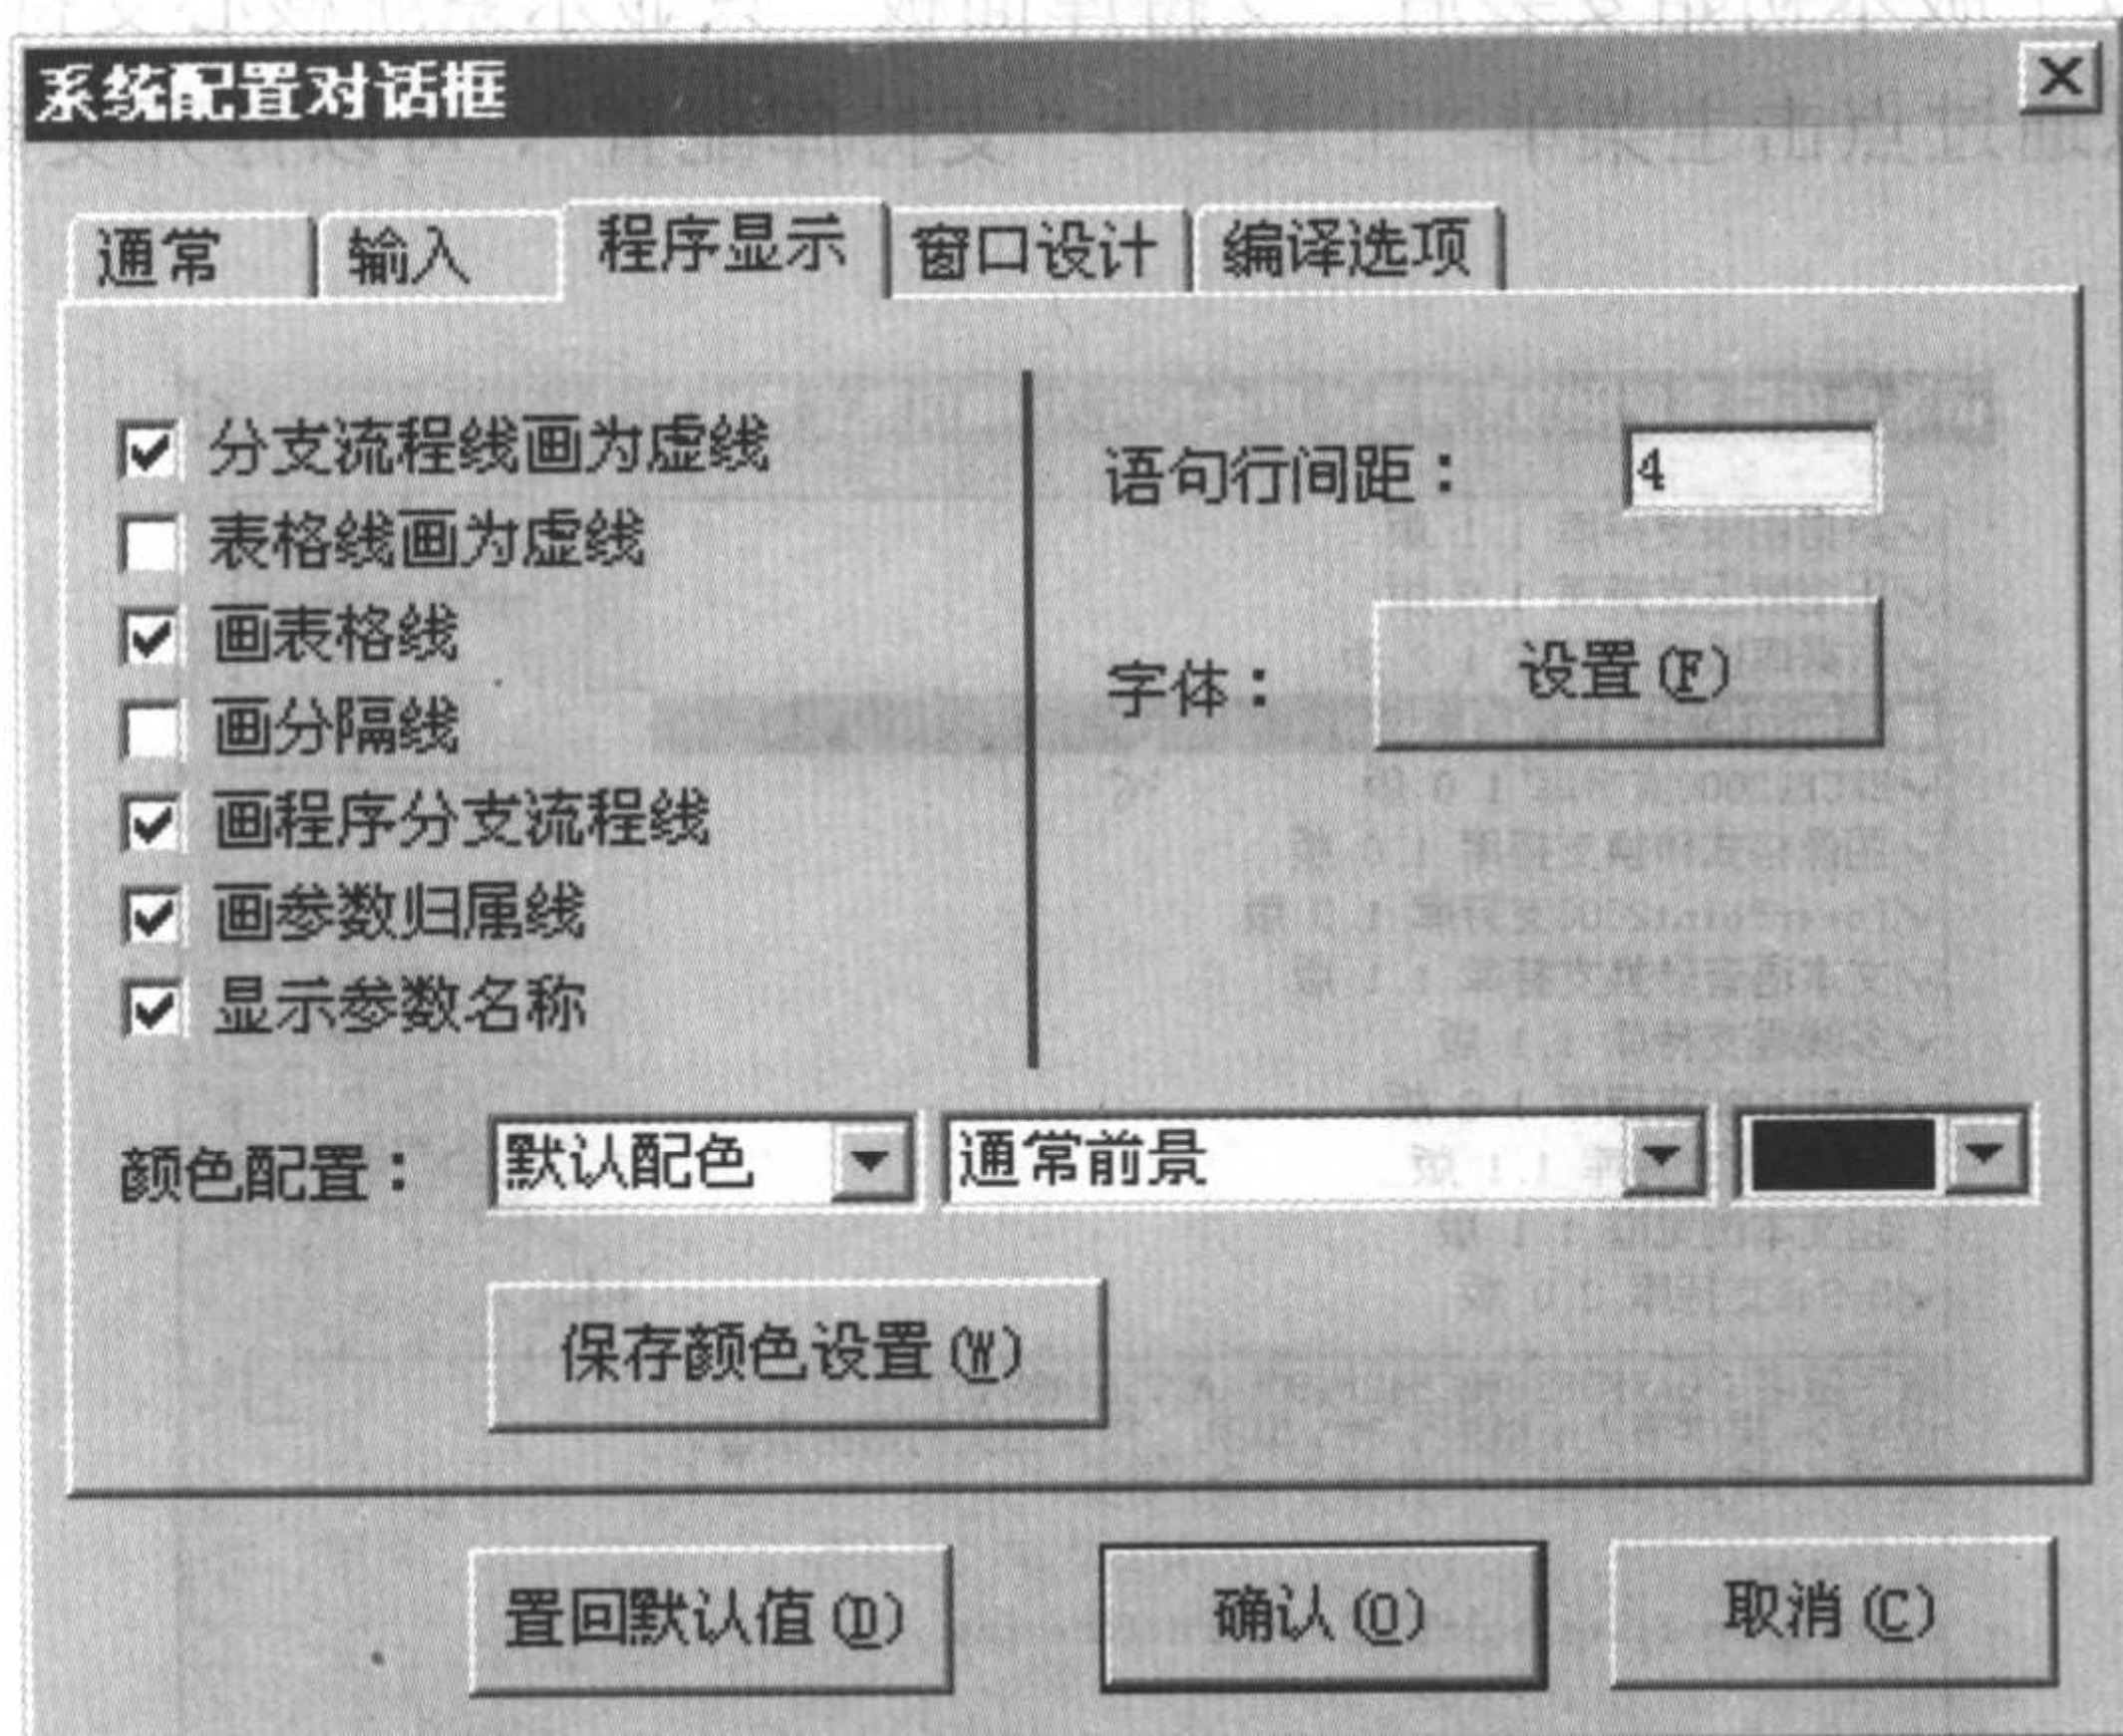 系统配置对话框
通常 输入 程序显示 窗口设计 编译选项
分支流程线画为虚线
表格线画为虚线
画表格线
画分隔线
画程序分支流程线
画参数归属线
显示参数名称
语句行间距： 4
字体： 设置(F)
颜色配置： 默认配色 通常前景
保存颜色设置(W)
置回默认值(D) 确认(O) 取消(C)